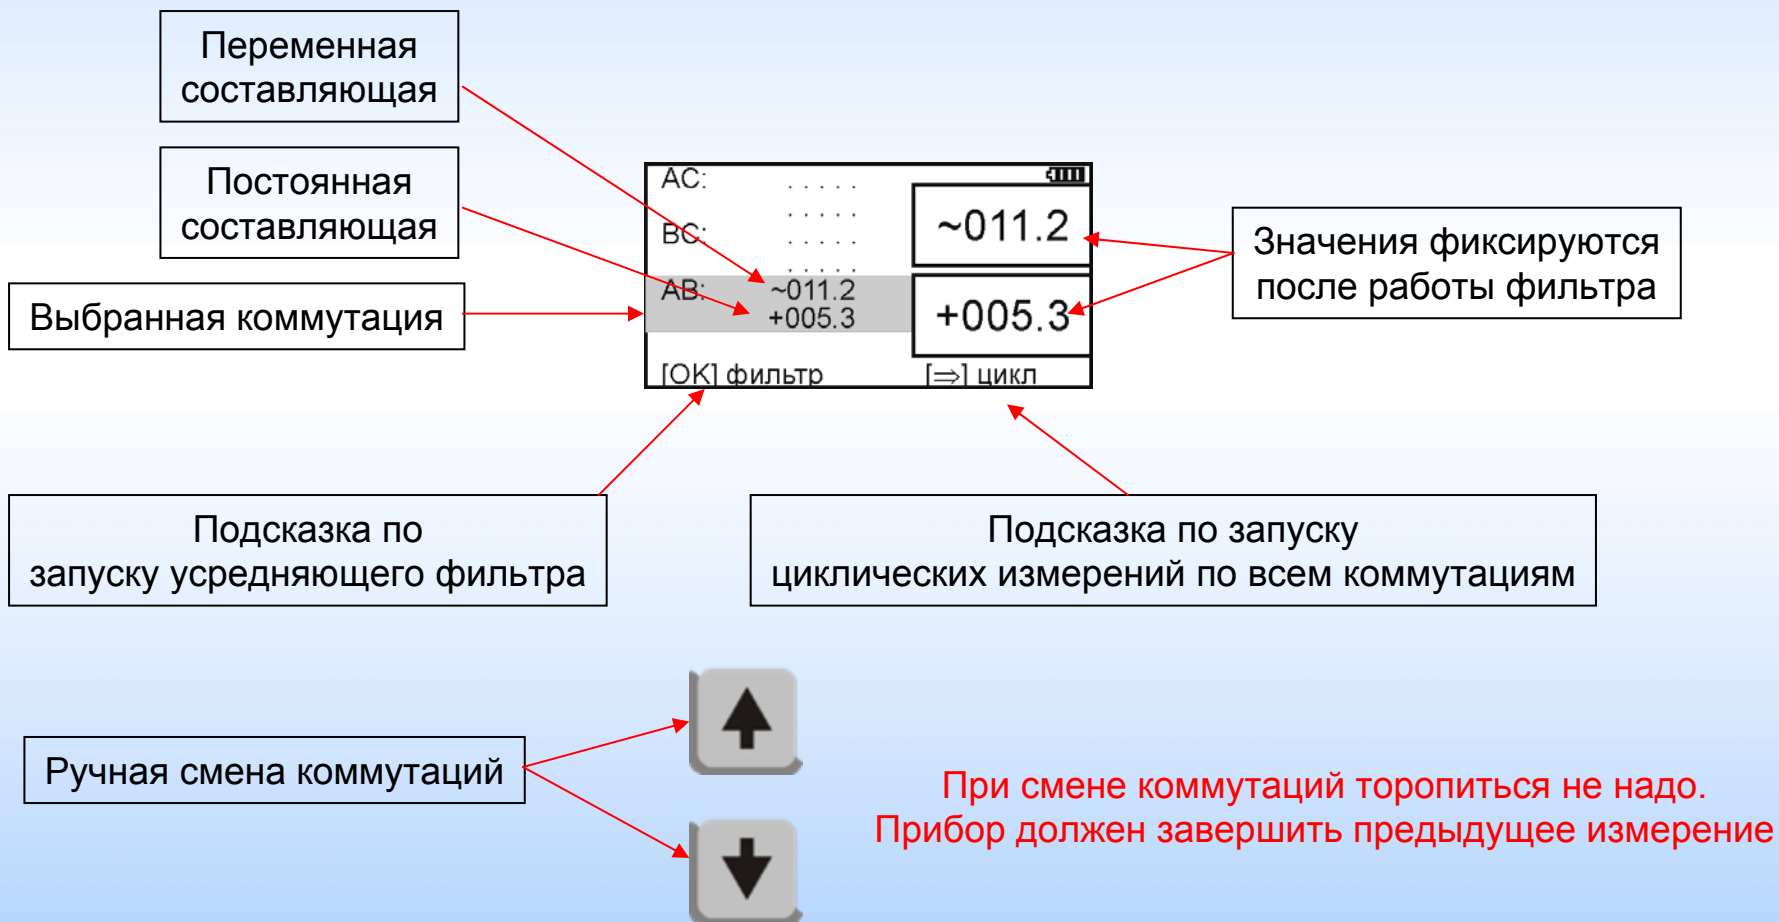 Переменная
составляющая
Постоянная
составляющая
Выбранная коммутация
AC: . . . . .
. . . . .
BC: . . . . .
. . . . .
AB: ~011.2
+005.3
~011.2
+005.3
[OK] фильтр
[⇒] цикл
Значения фиксируются
после работы фильтра
Подсказка по
запуску усредняющего фильтра
Подсказка по запуску
циклических измерений по всем коммутациям
Ручная смена коммутаций
При смене коммутаций торопиться не надо.
Прибор должен завершить предыдущее измерение